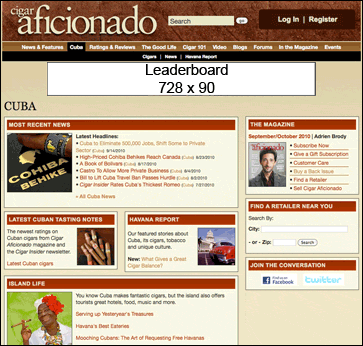 cigar
aficionado
Search
go
Log In | Register
News & Features
Cuba
Ratings & Reviews
The Good Life
Cigar 101
Video
Blogs
Forums
In the Magazine
Events
Cigars | News | Havana Report
Leaderboard
728 x 90
CUBA
MOST RECENT NEWS
COHIBA
BEHIKE
Latest Headlines:
• Cuba to Eliminate 500,000 Jobs, Shift Some to Private
Sector (Cuba) 9/14/2010
• High-Priced Cohiba Behikes Reach Canada (Cuba) 8/23/2010
• A Book of Bolivars (Cuba) 9/17/2010
• Castro to Allow More Private Business (Cuba) 8/4/2010
• Bill to Lift Cuba Travel Ban Passes Hurdle (Cuba) 8/3/2010
• Cigar Insider Rates Cuba's Thickest Romeo (Cuba) 7/27/2010
• All Cuba News
THE MAGAZINE
September/October 2010 | Adrien Brody
aficionado
• Subscribe Now
• Give a Gift Subscription
• Customer Care
• Buy a Back Issue
• Find a Retailer
• Sell Cigar Aficionado
LATEST CUBAN TASTING NOTES
The newest ratings on
Cuban cigars from Cigar
Aficionado magazine and
the Cigar Insider newsletter.
Latest Cuban cigars
HAVANA REPORT
Our featured stories about
Cuba, its cigars, tobacco
and unique culture.
New: What Gives a Great
Cigar Balance?
FIND A RETAILER NEAR YOU
Search By:
City:
- or - Zip:
Search
JOIN THE CONVERSATION
Find us on
Facebook
twitter
ISLAND LIFE
You know Cuba makes fantastic cigars, but the island also offers
tourists great hotels, food, music and more.
Serving up Yesteryear's Treasures
Havana's Best Eateries
Mooching Cubans: The Art of Requesting Free Havanas